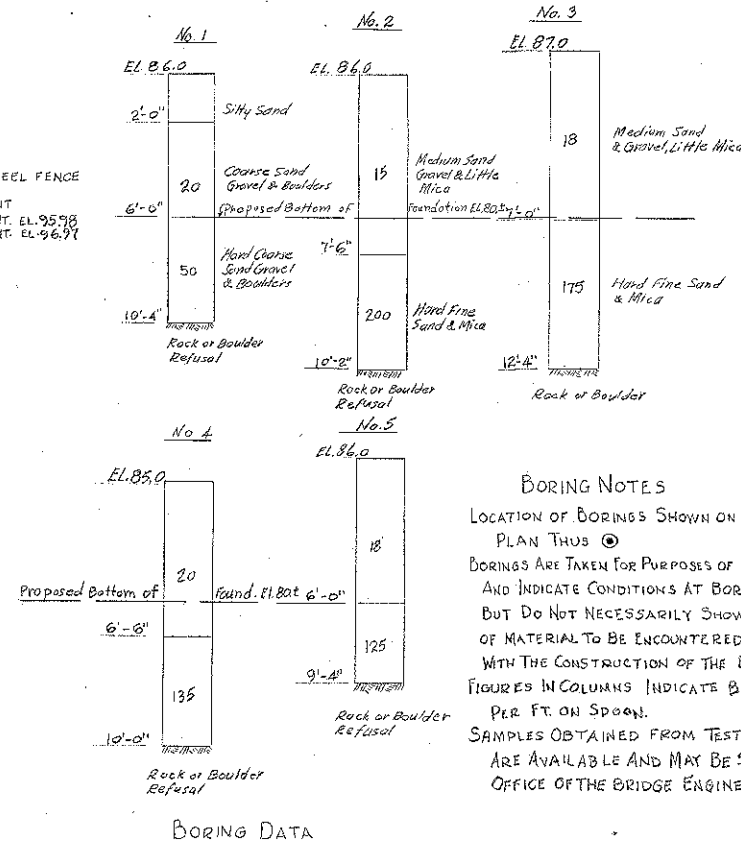 No. 1
No. 2
No. 3
EL. 86.0
EL. 86.0
EL. 87.0
2'-0"
Silty Sand
20
Coarse Sand
Gravel & Boulders
15
Medium Sand
Gravel & Little
Mica
18
Medium Sand
& Gravel, Little Mica
EEL FENCE
NT
NT. EL. 95.98
NT. EL. 96.97
6'-0"
Proposed Bottom of
Foundation EL. 80.±
7'-0"
50
Hard Coarse
Sand Gravel
& Boulders
7'-6"
200
Hard Fine
Sand & Mica
175
Hard Fine Sand
& Mica
10'-4"
10'-2"
12'-4"
Rock or Boulder
Refusal
Rock or Boulder
Refusal
Rock or Boulder
No 4
No. 5
EL. 85.0
EL. 86.0
20
18
Proposed Bottom of
Found. El. 80±
6'-0"
6'-6"
135
125
10'-0"
9'-4"
Rock or Boulder
Refusal
Rock or Boulder
Refusal
BORING NOTES
LOCATION OF BORINGS SHOWN ON
PLAN THUS
BORINGS ARE TAKEN FOR PURPOSES OF
AND INDICATE CONDITIONS AT BOR
BUT DO NOT NECESSARILY SHOW
OF MATERIAL TO BE ENCOUNTERED
WITH THE CONSTRUCTION OF THE
FIGURES IN COLUMNS INDICATE B
PER FT. ON SPOON.
SAMPLES OBTAINED FROM TEST
ARE AVAILABLE AND MAY BE S
OFFICE OF THE BRIDGE ENGINE
BORING DATA